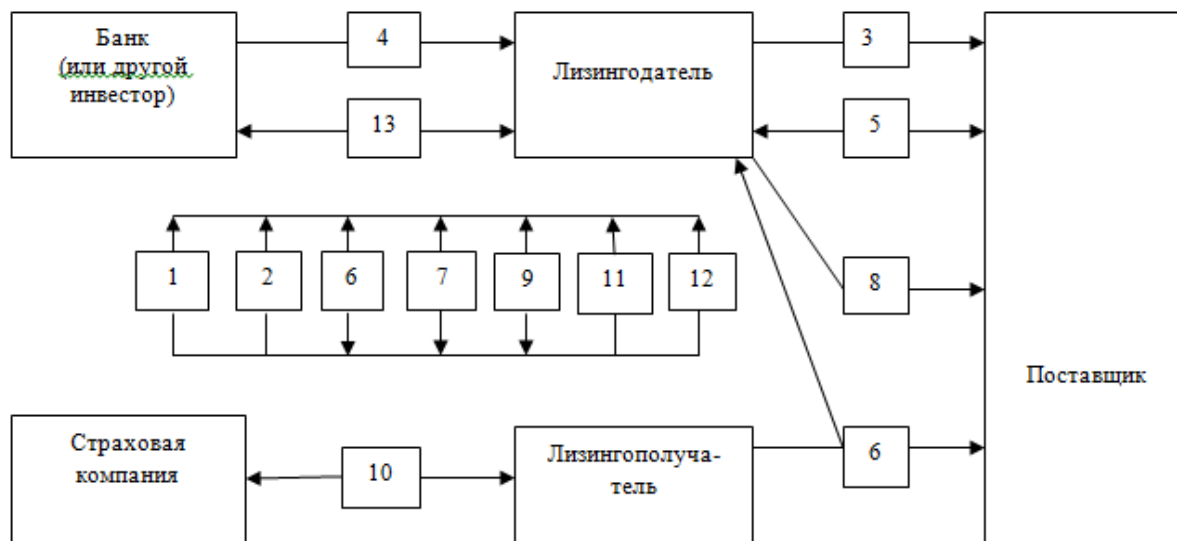 Банк
(или другой
инвестор)
4
Лизингодатель
3
13
5
1
2
6
7
9
11
12
8
Поставщик
Страховая
компания
10
Лизингополуча-
тель
6